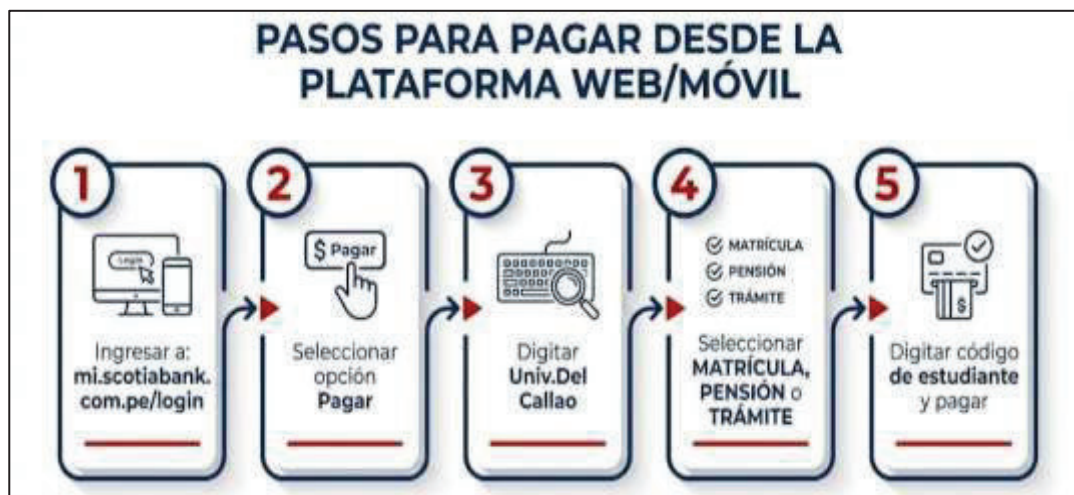 PASOS PARA PAGAR DESDE LA
PLATAFORMA WEB/MÓVIL
1
Login
Ingresar a:
mi.scotiabank.
com.pe/login
2
$ Pagar
Seleccionar
opción
Pagar
3
Digitar
Univ.Del
Callao
4
MATRÍCULA
PENSIÓN
TRÁMITE
Seleccionar
MATRÍCULA,
PENSIÓN o
TRÁMITE
5
$
Digitar código
de estudiante
y pagar